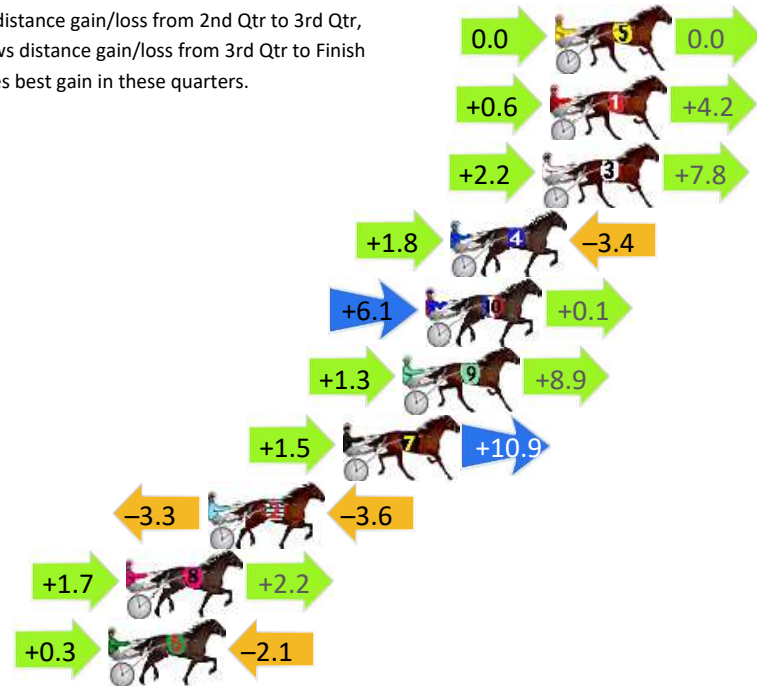 distance gain/loss from 2nd Qtr to 3rd Qtr,
ws distance gain/loss from 3rd Qtr to Finish
es best gain in these quarters.
0.0 5 0.0
+0.6 1 +4.2
+2.2 3 +7.8
+1.8 4 −3.4
+6.1 10 +0.1
+1.3 9 +8.9
+1.5 7 +10.9
−3.3 2 −3.6
+1.7 8 +2.2
+0.3 6 −2.1